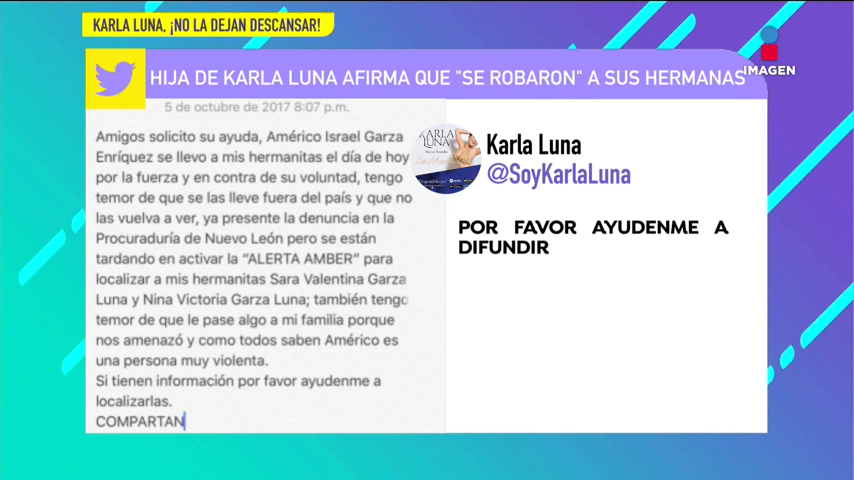 KARLA LUNA, ¡NO LA DEJAN DESCANSAR!
IMAGEN
HIJA DE KARLA LUNA AFIRMA QUE "SE ROBARON" A SUS HERMANAS
5 de octubre de 2017 8:07 p.m.
Amigos solicito su ayuda, Américo Israel Garza
Enríquez se llevo a mis hermanitas el día de hoy
por la fuerza y en contra de su voluntad, tengo
temor de que se las lleve fuera del país y que no
las vuelva a ver, ya presente la denuncia en la
Procuraduría de Nuevo León pero se están
tardando en activar la “ALERTA AMBER” para
localizar a mis hermanitas Sara Valentina Garza
Luna y Nina Victoria Garza Luna; también tengo
temor de que le pase algo a mi familia porque
nos amenazó y como todos saben Américo es
una persona muy violenta.
Si tienen información por favor ayudenme a
localizarlas.
COMPARTAN
KARLA
LUNA
Karla Luna
@SoyKarlaLuna
POR FAVOR AYUDENME A
DIFUNDIR